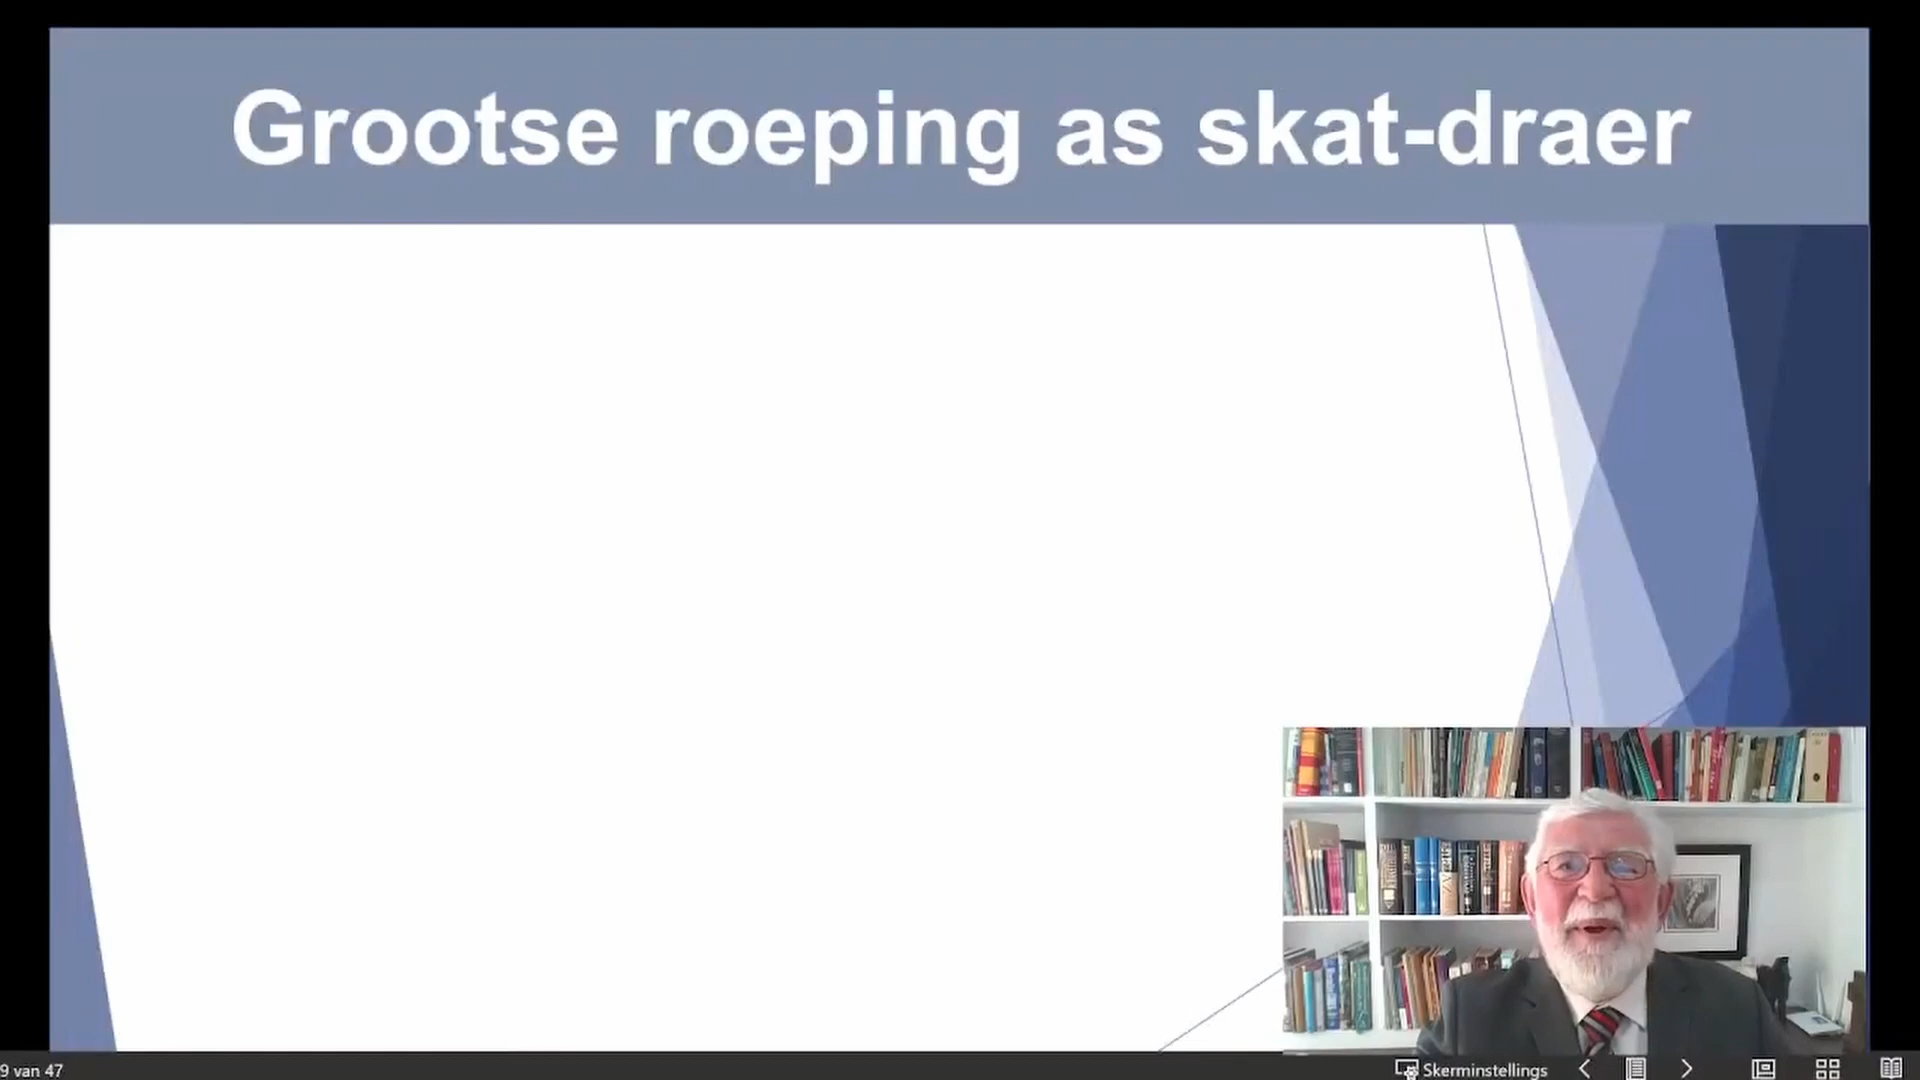 Grootse roeping as skat-draer
9 van 47
Skerminstellings